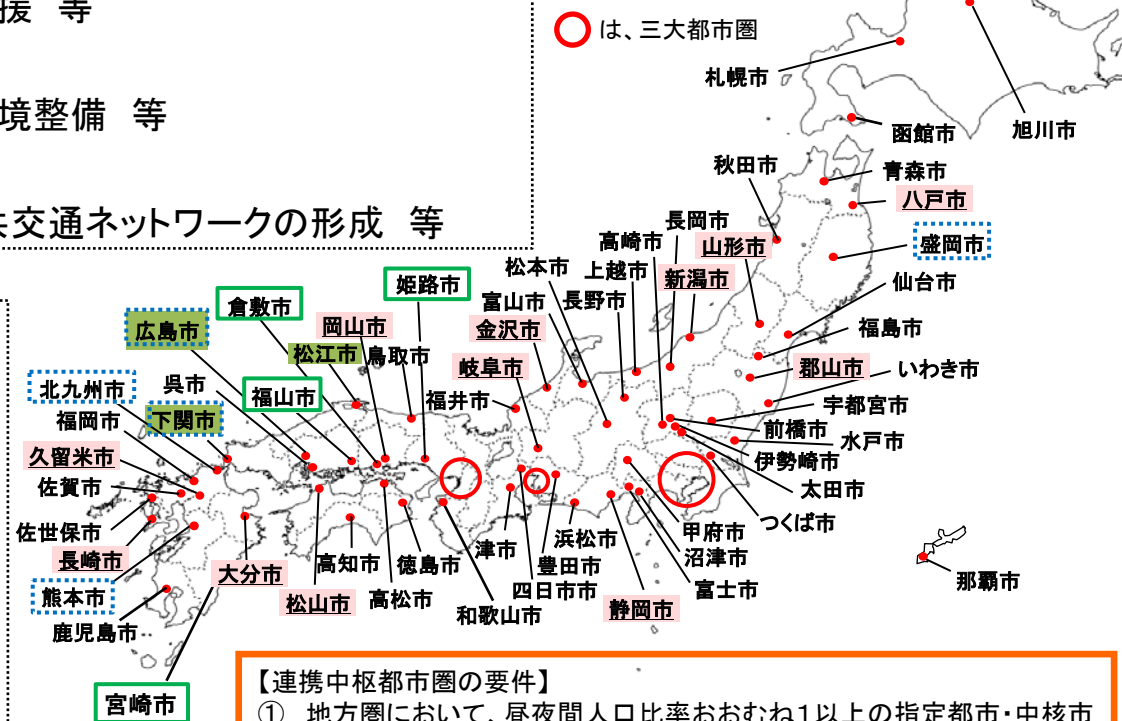 援 等
境整備 等
共交通ネットワークの形成 等
は、三大都市圏
札幌市
函館市
旭川市
秋田市
青森市
八戸市
長岡市
高崎市
山形市
盛岡市
松本市
上越市
新潟市
仙台市
姫路市
倉敷市
富山市
長野市
広島市
岡山市
金沢市
福島市
松江市
鳥取市
岐阜市
郡山市
いわき市
北九州市
呉市
福山市
福井市
宇都宮市
福岡市
下関市
前橋市
水戸市
久留米市
伊勢崎市
佐賀市
太田市
つくば市
佐世保市
甲府市
長崎市
高知市
徳島市
津市
浜松市
沼津市
豊田市
大分市
四日市市
富士市
那覇市
熊本市
松山市
高松市
和歌山市
静岡市
鹿児島市
宮崎市
【連携中枢都市圏の要件】
① 地方圏において、昼夜間人口比率おおむね1以上の指定都市・中核市